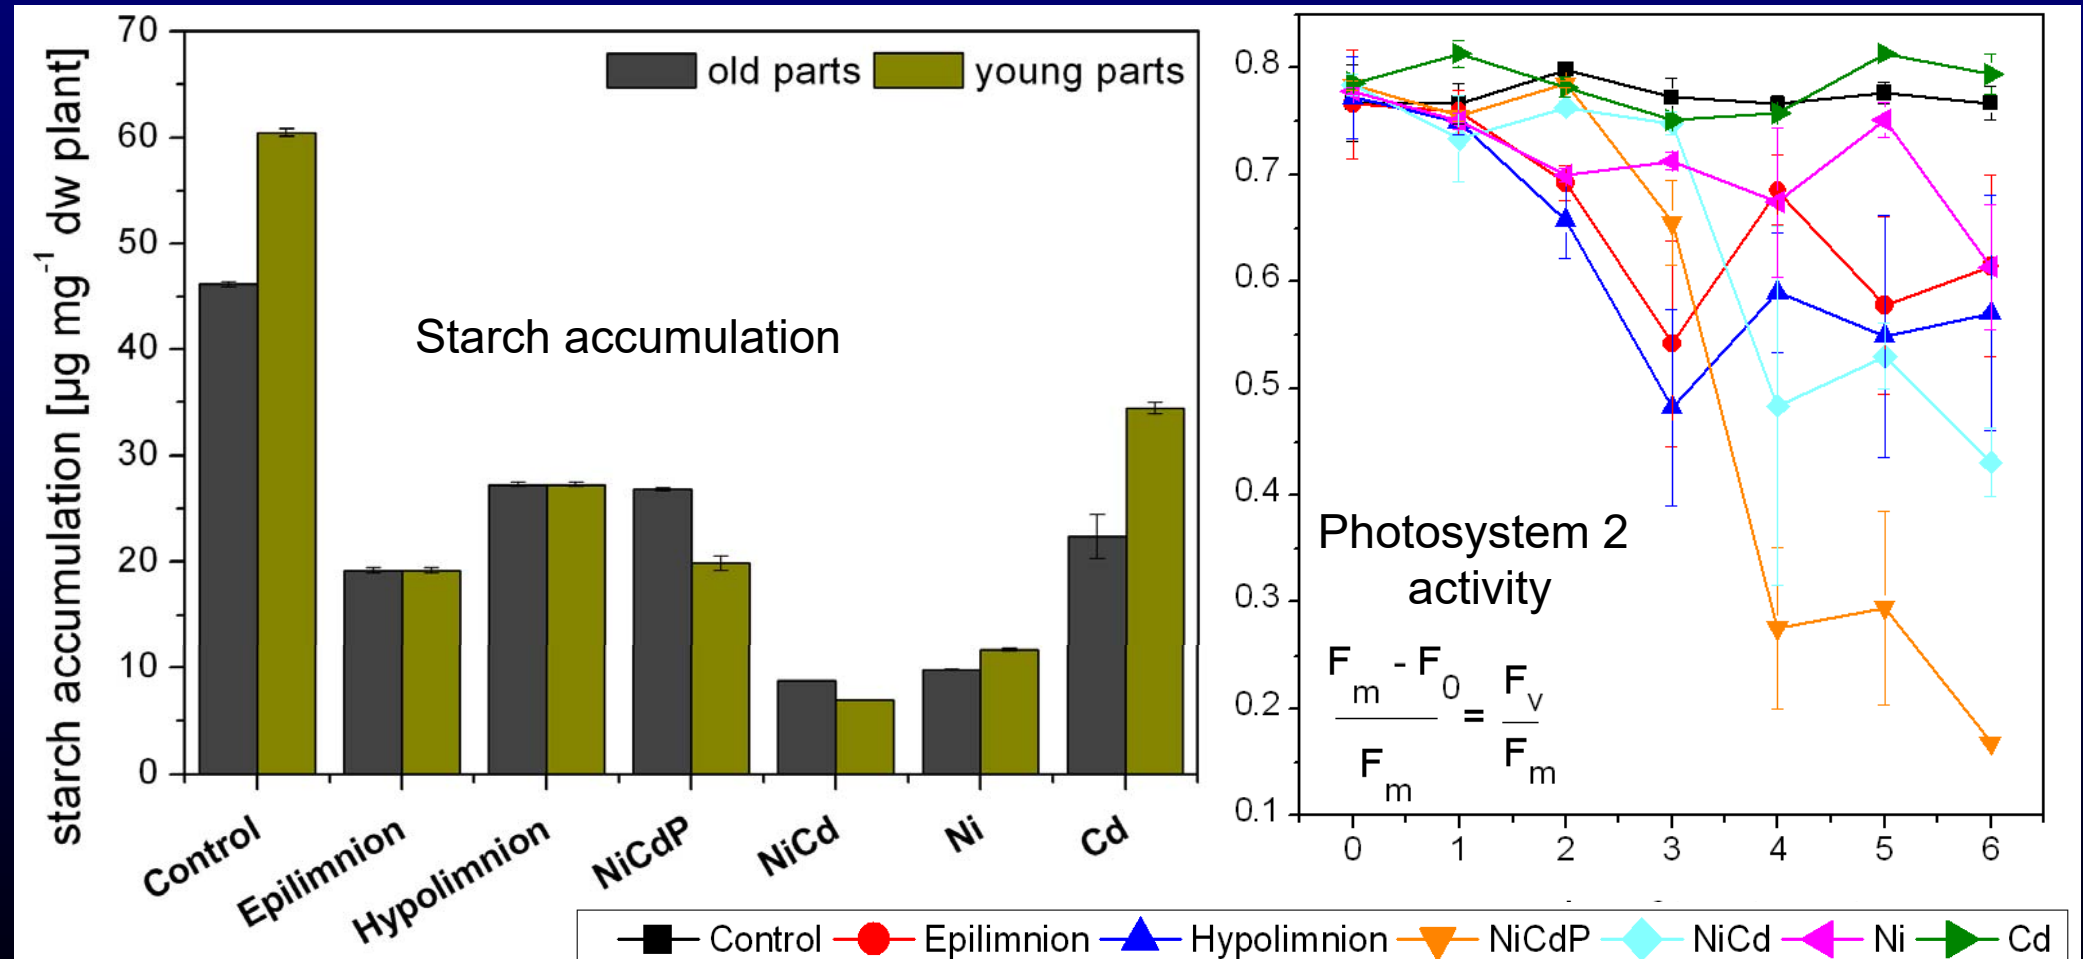 starch accumulation [µg mg⁻¹ dw plant]
70
60
50
40
30
20
10
0
old parts
young parts
Starch accumulation
Control
Epilimnion
Hypolimnion
NiCdP
NiCd
Ni
Cd
0.8
0.7
0.6
0.5
0.4
0.3
0.2
0.1
Photosystem 2
activity
Fm - F0 = Fv
Fm Fm
0 1 2 3 4 5 6
Control Epilimnion Hypolimnion NiCdP NiCd Ni Cd